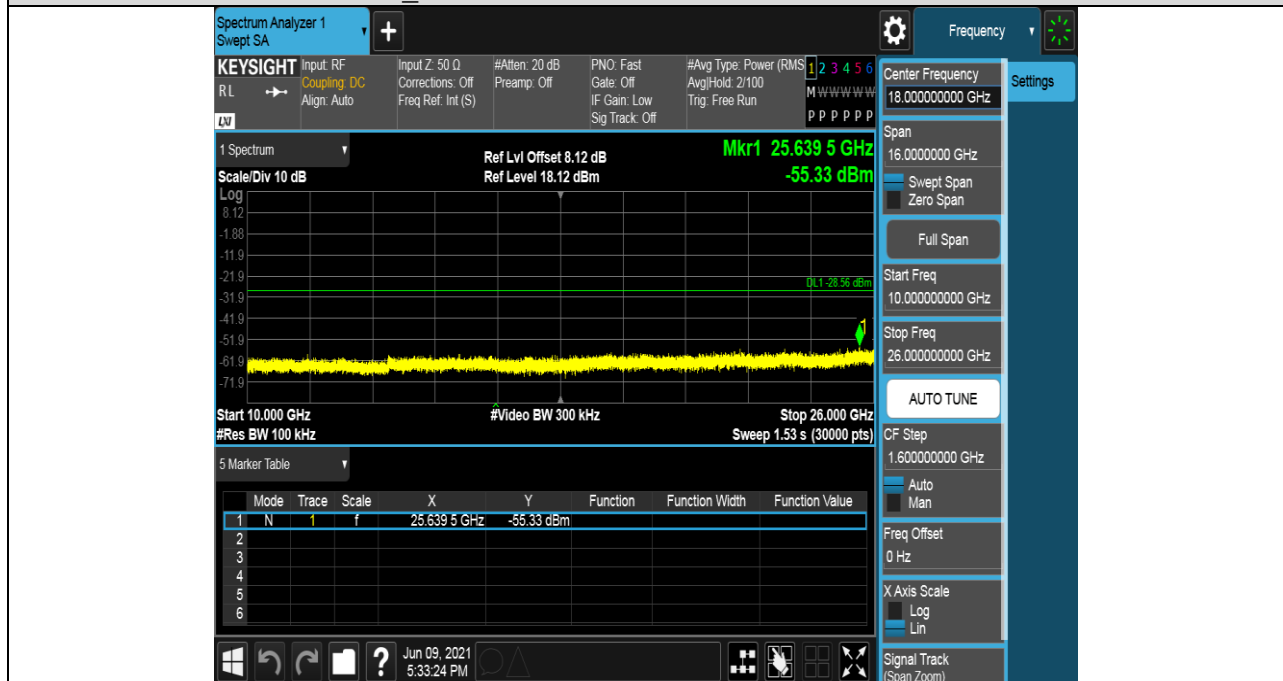 Spectrum Analyzer 1
Swept SA
+
Frequency
KEYSIGHT
RL
LXI
Input: RF
Coupling: DC
Align: Auto
Input Z: 50 Ω
Corrections: Off
Freq Ref: Int (S)
#Atten: 20 dB
Preamp: Off
PNO: Fast
Gate: Off
IF Gain: Low
Sig Track: Off
#Avg Type: Power (RMS
Avg|Hold: 2/100
Trig: Free Run
1 2 3 4 5 6
M W W W W W
P P P P P P
1 Spectrum
Scale/Div 10 dB
Ref Lvl Offset 8.12 dB
Ref Level 18.12 dBm
Mkr1 25.639 5 GHz
-55.33 dBm
Log
8.12
-1.88
-11.9
-21.9
-31.9
-41.9
-51.9
-61.9
-71.9
DL1 -28.56 dBm
1
Start 10.000 GHz
#Video BW 300 kHz
Stop 26.000 GHz
#Res BW 100 kHz
Sweep 1.53 s (30000 pts)
5 Marker Table
Mode Trace Scale X Y Function Function Width Function Value
1 N 1 f 25.639 5 GHz -55.33 dBm
2
3
4
5
6
Jun 09, 2021
5:33:24 PM
?
Center Frequency
18.000000000 GHz
Settings
Span
16.0000000 GHz
Swept Span
Zero Span
Full Span
Start Freq
10.000000000 GHz
Stop Freq
26.000000000 GHz
AUTO TUNE
CF Step
1.600000000 GHz
Auto
Man
Freq Offset
0 Hz
X Axis Scale
Log
Lin
Signal Track
(Span Zoom)